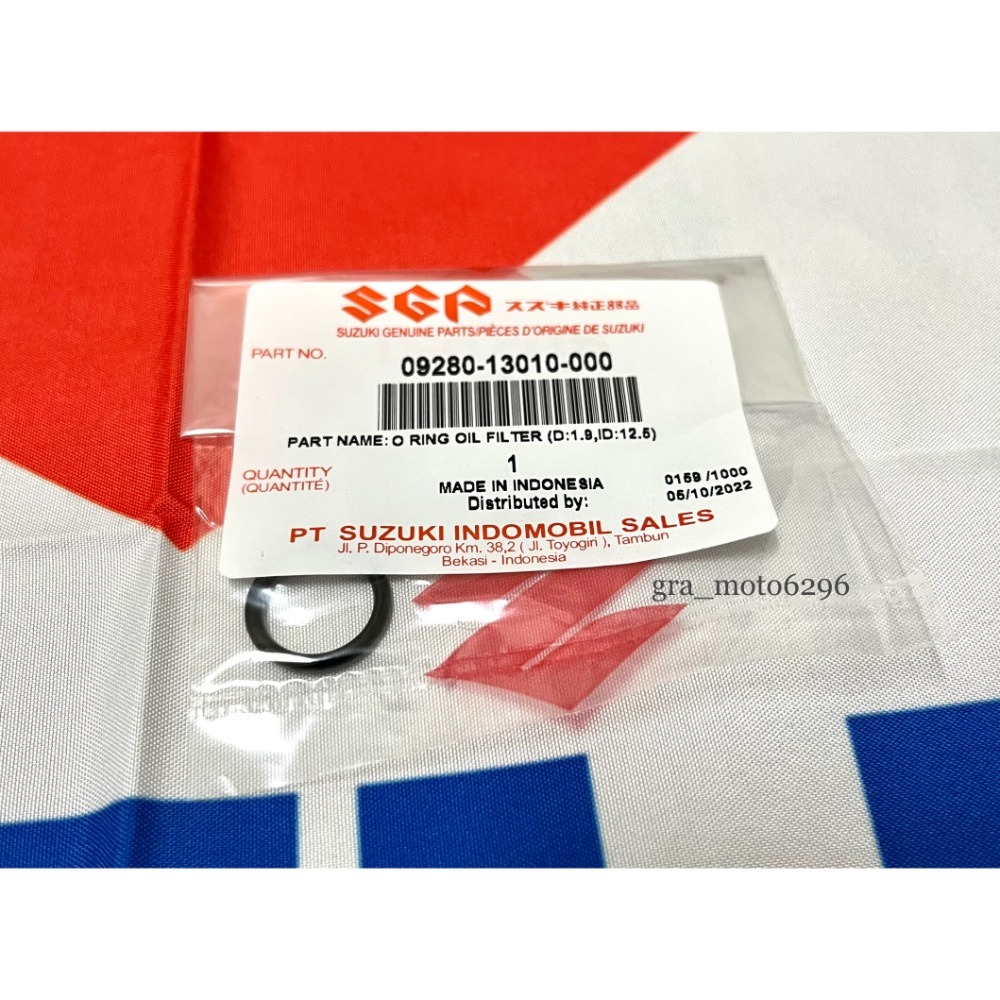 SGP スズキ純正部品
SUZUKI GENUINE PARTS/PIÈCES D'ORIGINE DE SUZUKI
PART NO. 09280-13010-000
PART NAME: O RING OIL FILTER (D:1.9,ID:12.5)
QUANTITY 1
(QUANTITÉ) MADE IN INDONESIA 0159 /1000
Distributed by: 05/10/2022
PT SUZUKI INDOMOBIL SALES
Jl. P. Diponegoro Km. 38,2 ( Jl. Toyogiri ), Tambun
Bekasi - Indonesia
gra_moto6296